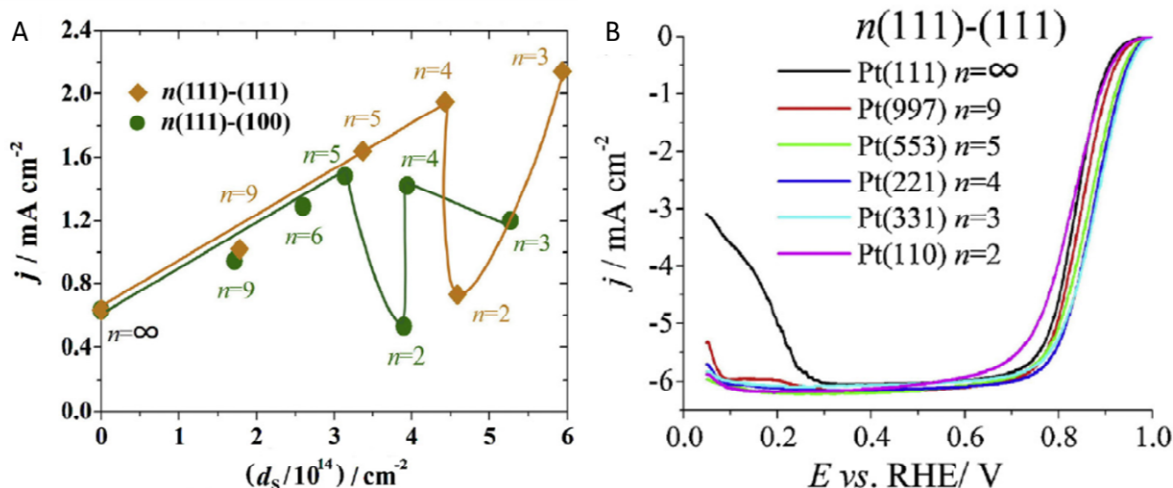 A
2.4
2.0
1.6
1.2
0.8
0.4
0.0
j / mA cm-2
n(111)-(111)
n(111)-(100)
n=3
n=4
n=5
n=5
n=4
n=9
n=6
n=3
n=9
n=2
n=∞
n=2
0 1 2 3 4 5 6
(dS/10^14)/cm-2
B
n(111)-(111)
Pt(111) n=∞
Pt(997) n=9
Pt(553) n=5
Pt(221) n=4
Pt(331) n=3
Pt(110) n=2
0
-1
-2
-3
-4
-5
-6
j / mA cm-2
0.0 0.2 0.4 0.6 0.8 1.0
E vs. RHE/ V